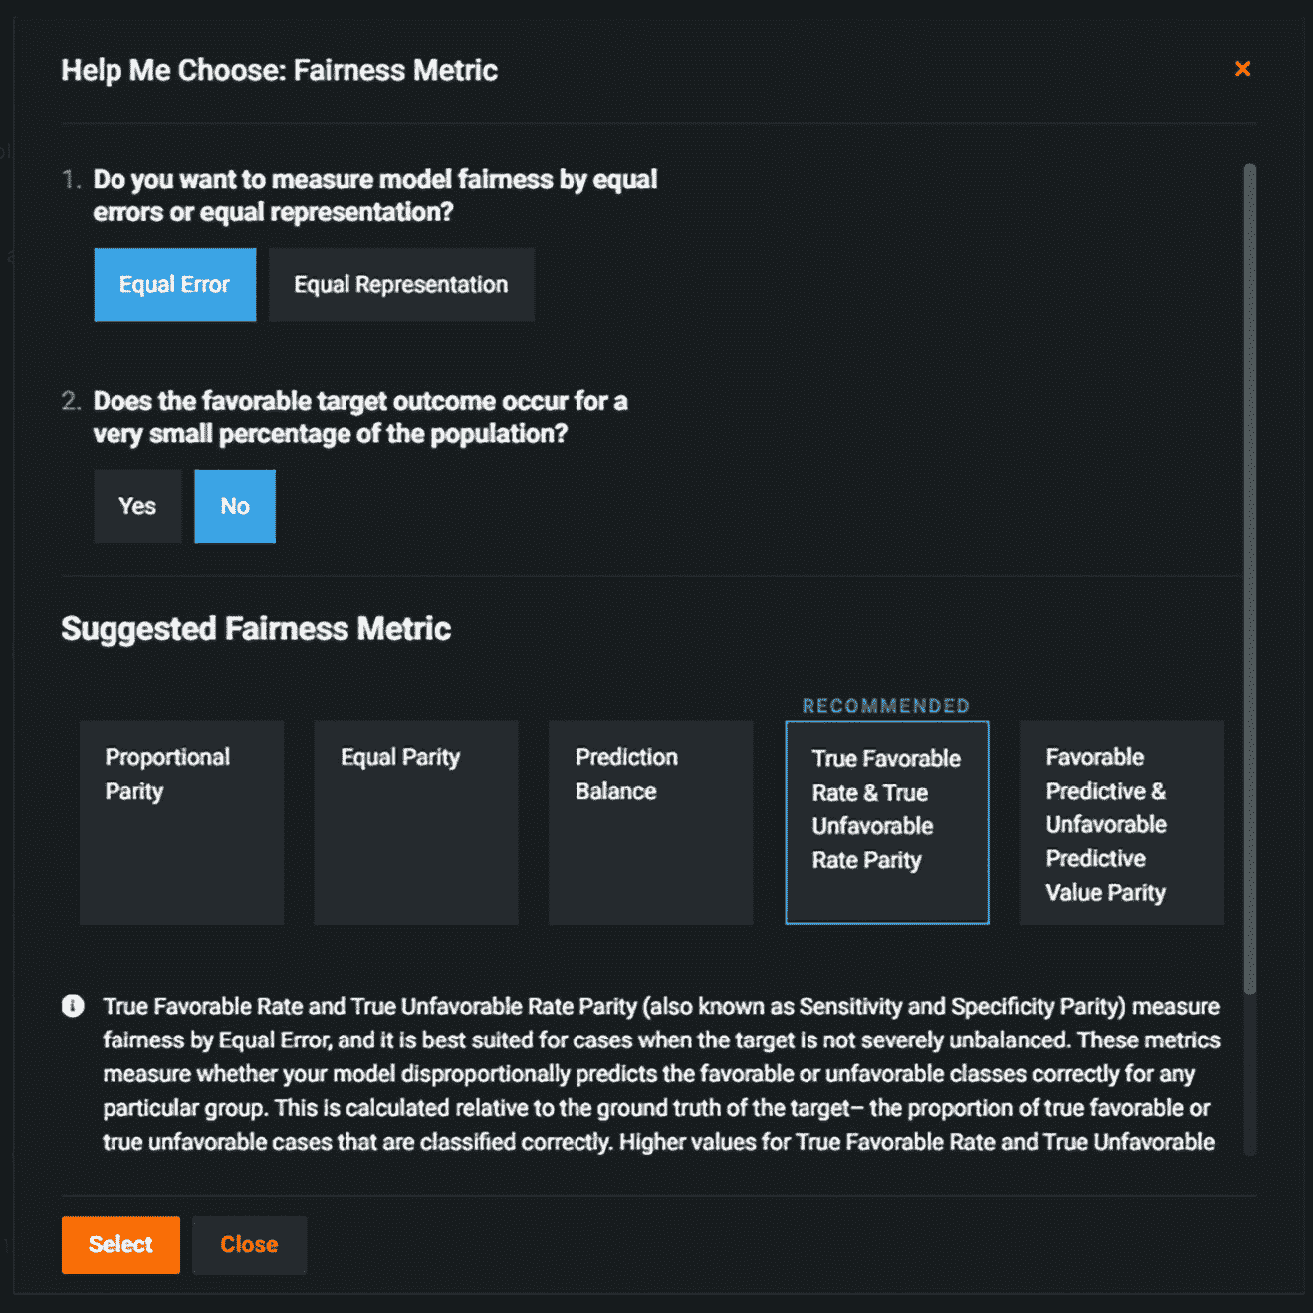 Help Me Choose: Fairness Metric
1. Do you want to measure model fairness by equal
errors or equal representation?
Equal Error
Equal Representation
2. Does the favorable target outcome occur for a
very small percentage of the population?
Yes
No
Suggested Fairness Metric
RECOMMENDED
Proportional
Parity
Equal Parity
Prediction
Balance
True Favorable
Rate & True
Unfavorable
Rate Parity
Favorable
Predictive &
Unfavorable
Predictive
Value Parity
True Favorable Rate and True Unfavorable Rate Parity (also known as Sensitivity and Specificity Parity) measure
fairness by Equal Error, and it is best suited for cases when the target is not severely unbalanced. These metrics
measure whether your model disproportionally predicts the favorable or unfavorable classes correctly for any
particular group. This is calculated relative to the ground truth of the target– the proportion of true favorable or
true unfavorable cases that are classified correctly. Higher values for True Favorable Rate and True Unfavorable
Select
Close